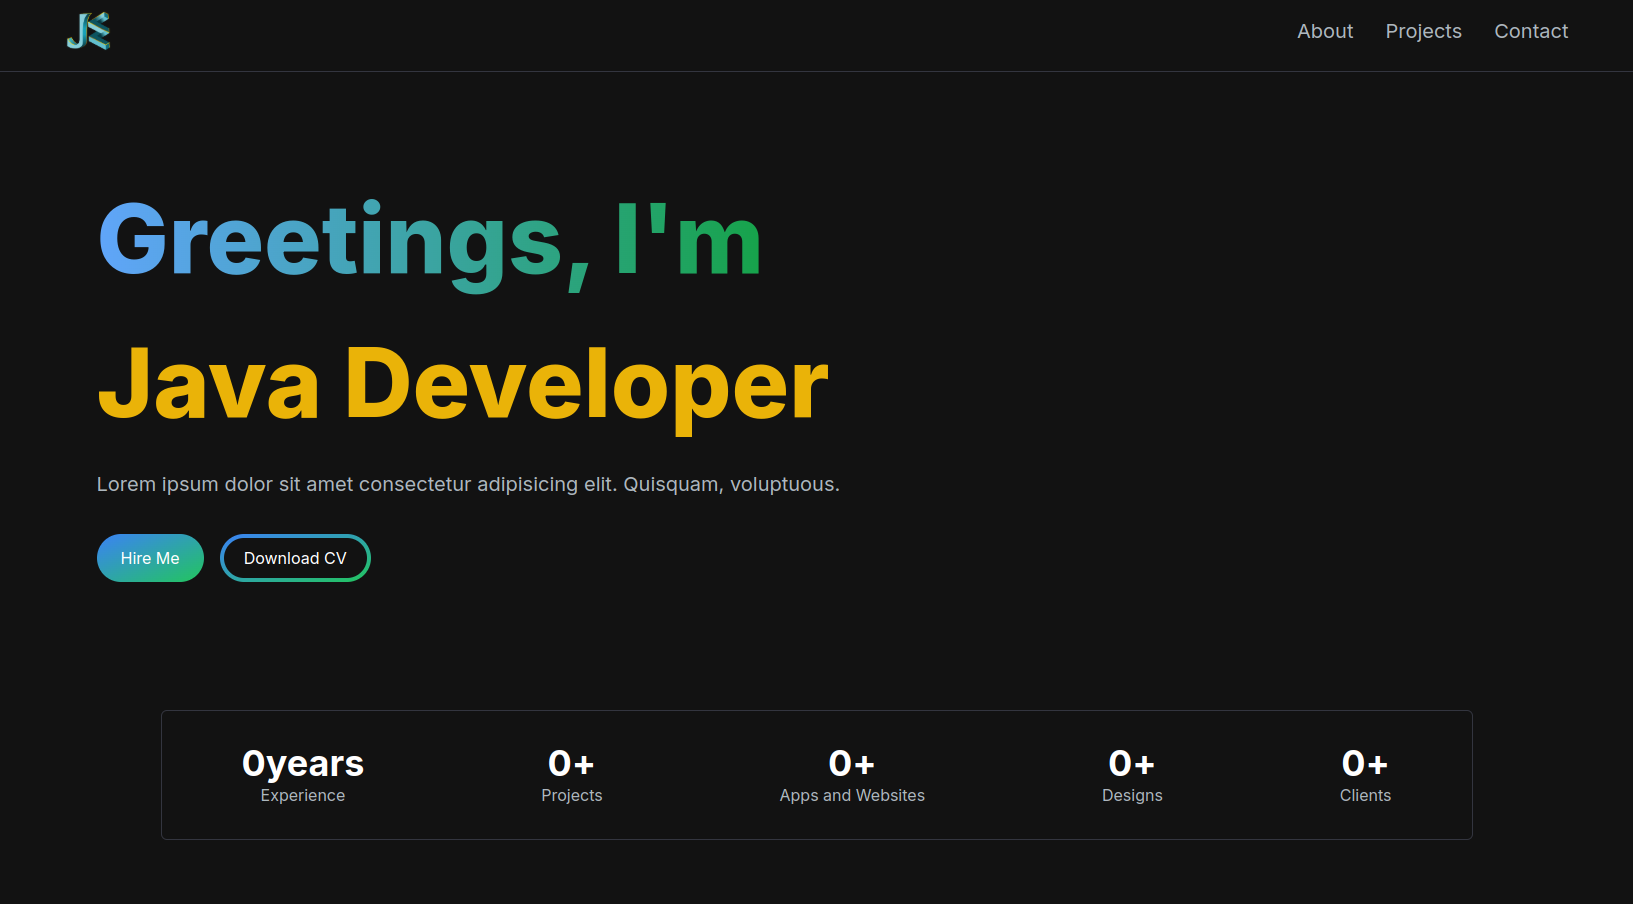 JE
About Projects Contact
Greetings, I'm
Java Developer
Lorem ipsum dolor sit amet consectetur adipisicing elit. Quisquam, voluptuous.
Hire Me Download CV
0years 0+ 0+ 0+ 0+
Experience Projects Apps and Websites Designs Clients